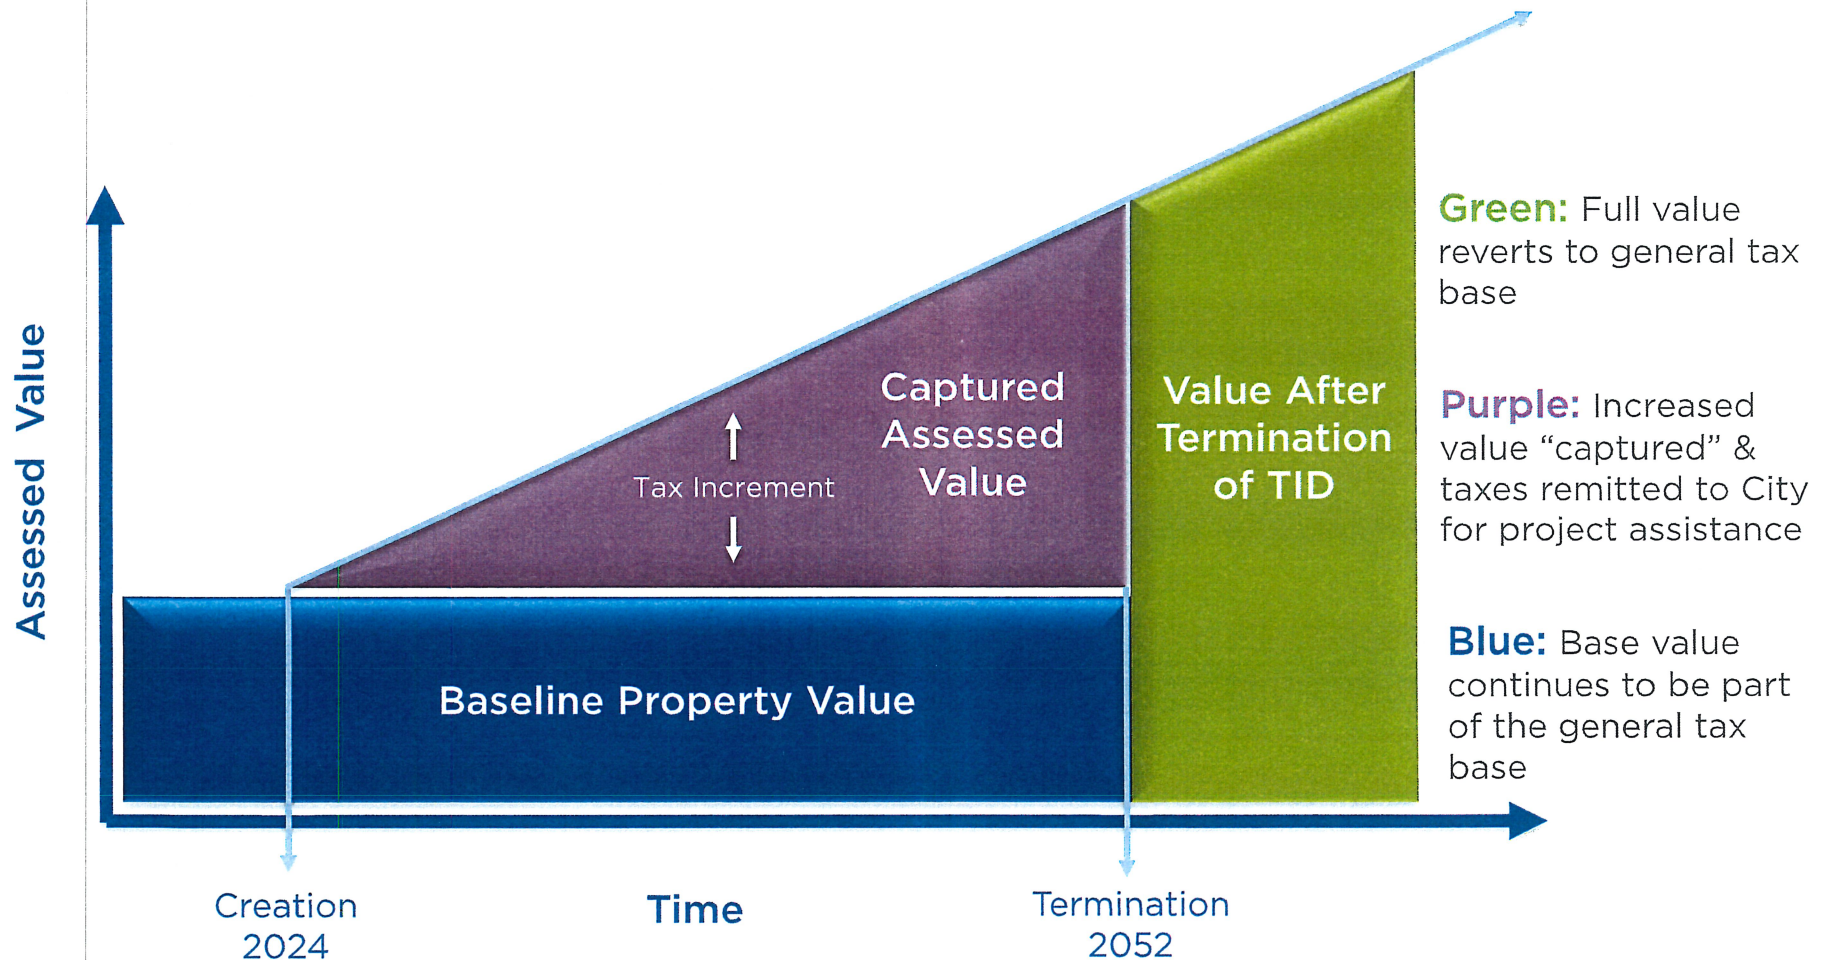 Assessed Value
Captured
Assessed
Value
Tax Increment
Value After
Termination
of TID
Baseline Property Value
Green: Full value
reverts to general tax
base
Purple: Increased
value “captured” &
taxes remitted to City
for project assistance
Blue: Base value
continues to be part
of the general tax
base
Creation
2024
Time
Termination
2052